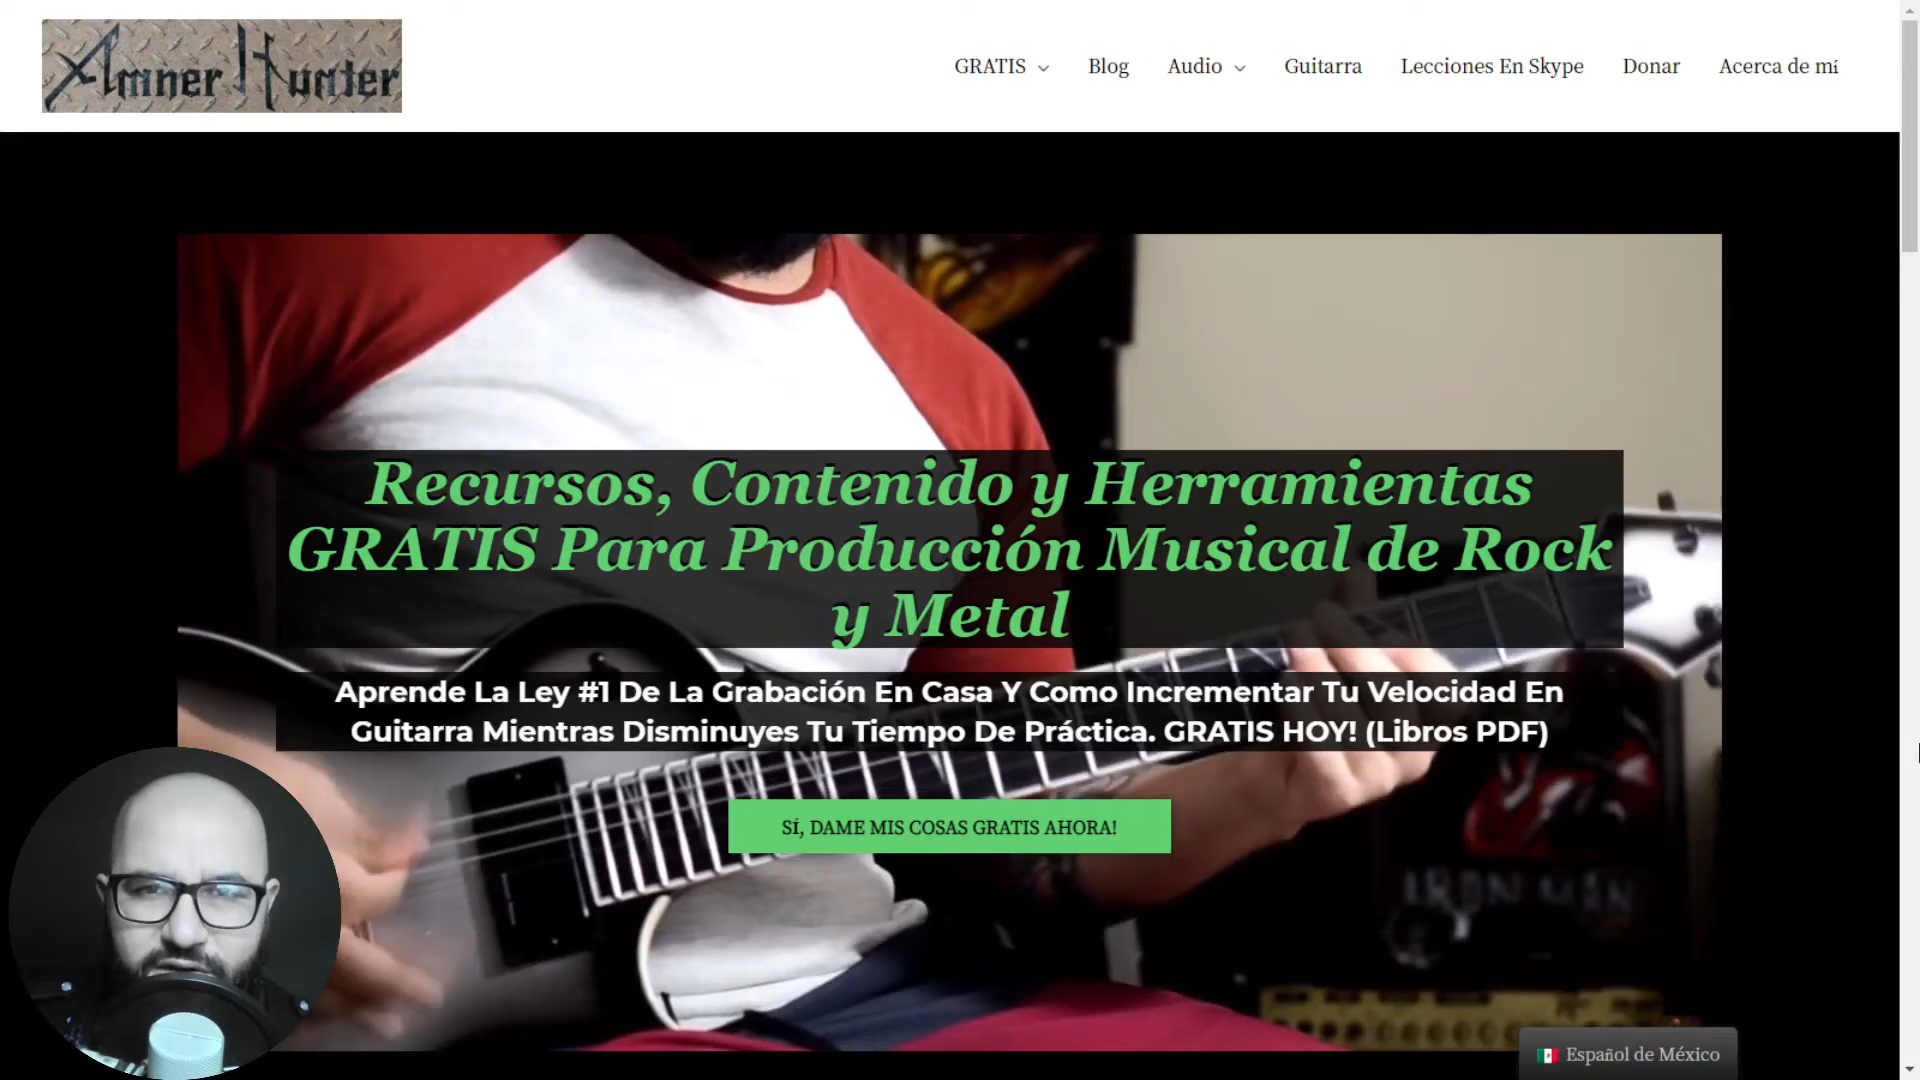 Amner Hunter
GRATIS Blog Audio Guitarra Lecciones En Skype Donar Acerca de mí
Recursos, Contenido y Herramientas
GRATIS Para Producción Musical de Rock
y Metal
Aprende La Ley #1 De La Grabación En Casa Y Como Incrementar Tu Velocidad En
Guitarra Mientras Disminuyes Tu Tiempo De Práctica. GRATIS HOY! (Libros PDF)
SÍ, DAME MIS COSAS GRATIS AHORA!
IRON MAN
Español de México